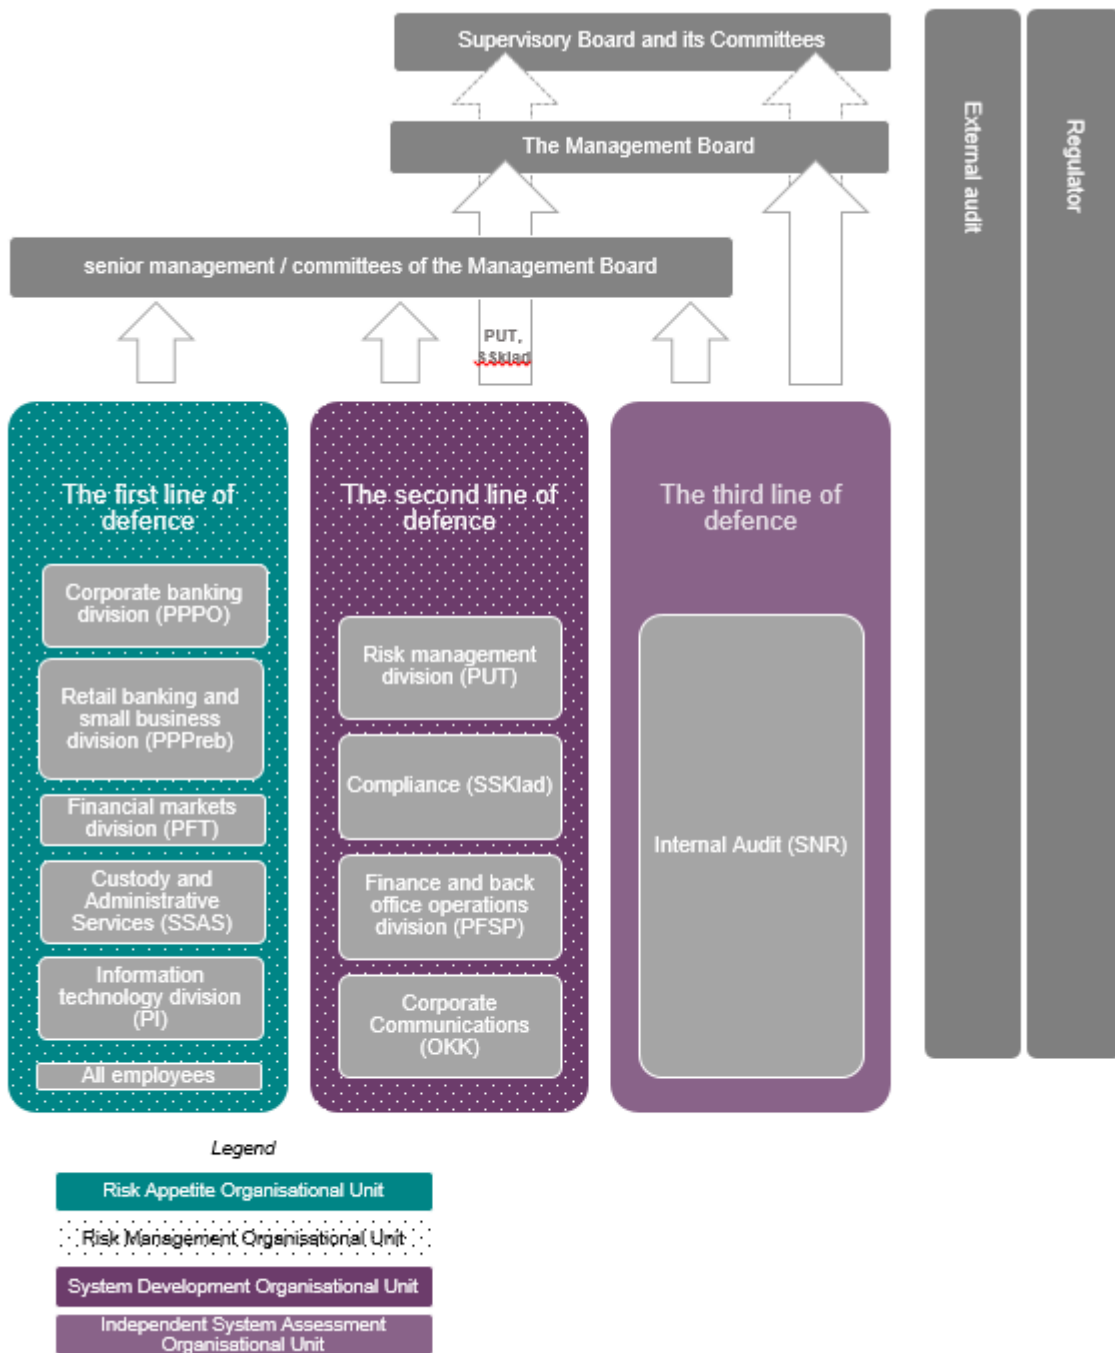 Supervisory Board and its Committees
The Management Board
senior management / committees of the Management Board
PUT,
SSklad
External audit
Regulator
The first line of
defence
Corporate banking
division (PPPO)
Retail banking and
small business
division (PPPreb)
Financial markets
division (PFT)
Custody and
Administrative
Services (SSAS)
Information
technology division
(PI)
All employees
The second line of
defence
Risk management
division (PUT)
Compliance (SSKlad)
Finance and back
office operations
division (PFSP)
Corporate
Communications
(OKK)
The third line of
defence
Internal Audit (SNR)
Legend
Risk Appetite Organisational Unit
Risk Management Organisational Unit
System Development Organisational Unit
Independent System Assessment
Organisational Unit